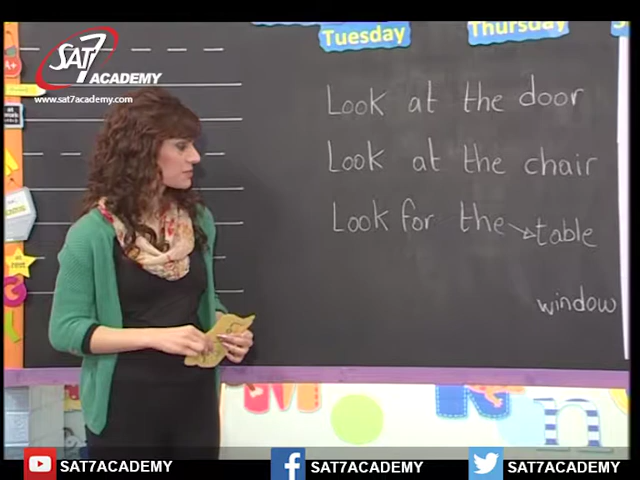 Tuesday
Thursday
SAT7
ACADEMY
www.sat7academy.com
A+
Look at the door
Look at the chair
Look for the table
window
SAT7ACADEMY
SAT7ACADEMY
SAT7ACADEMY